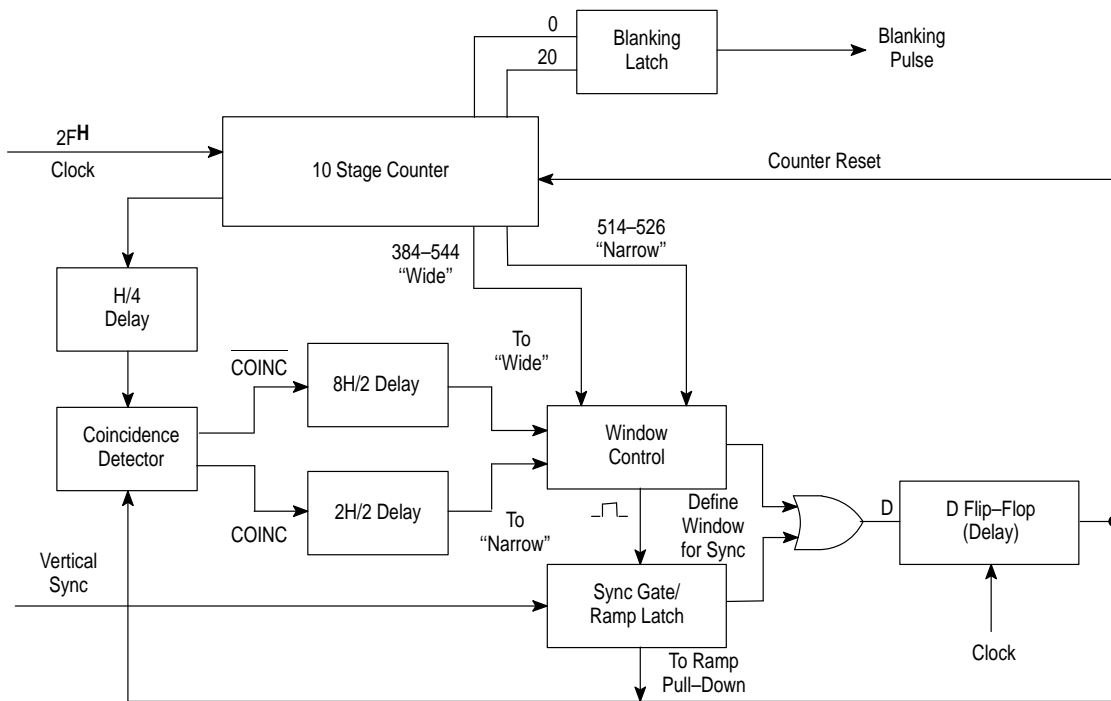 0
20
Blanking
Latch
Blanking
Pulse
2FH
Clock
10 Stage Counter
Counter Reset
384–544
“Wide”
514–526
“Narrow”
H/4
Delay
COINC
8H/2 Delay
To
“Wide”
Coincidence
Detector
Window
Control
COINC
2H/2 Delay
To
“Narrow”
Define
Window
for Sync
D
D Flip–Flop
(Delay)
Vertical
Sync
Sync Gate/
Ramp Latch
To Ramp
Pull–Down
Clock